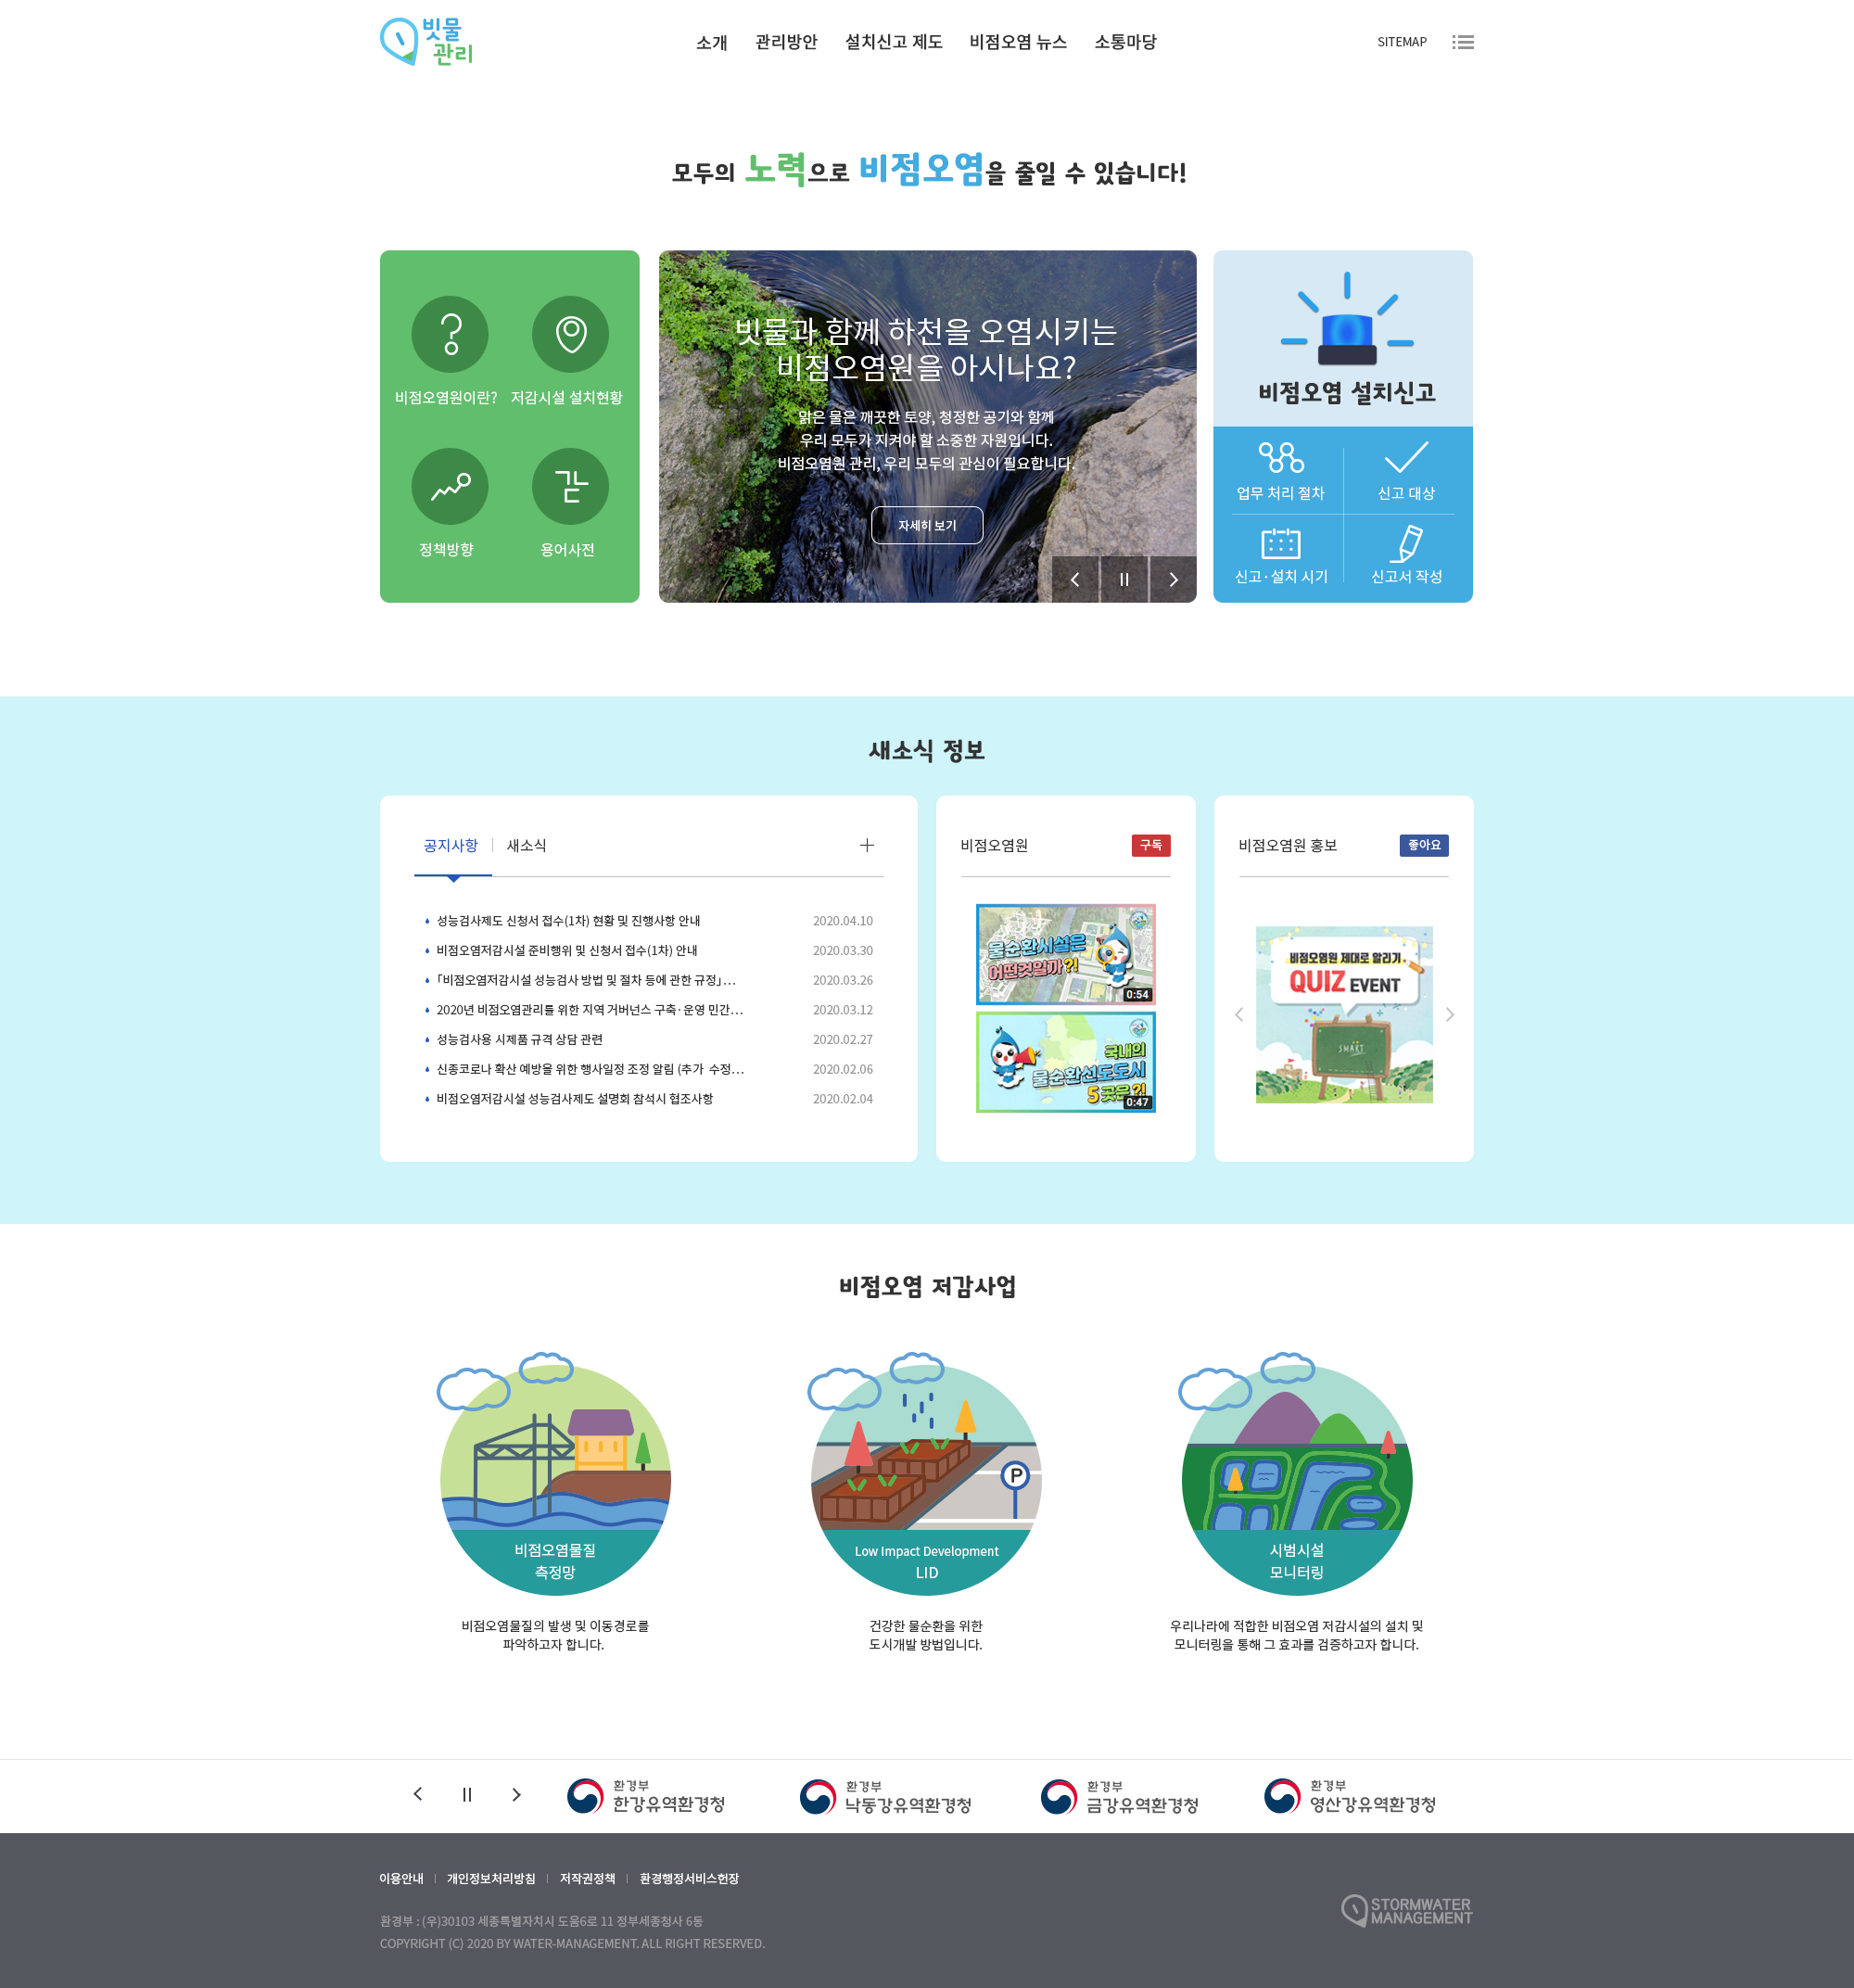 빗물
관리
소개 관리방안 설치신고 제도 비점오염 뉴스 소통마당
SITEMAP
모두의 노력으로 비점오염을 줄일 수 있습니다!
비점오염원이란? 저감시설 설치현황
정책방향 용어사전
빗물과 함께 하천을 오염시키는
비점오염원을 아시나요?
맑은 물은 깨끗한 토양, 청정한 공기와 함께
우리 모두가 지켜야 할 소중한 자원입니다.
비점오염원 관리, 우리 모두의 관심이 필요합니다.
자세히 보기
비점오염 설치신고
업무 처리 절차 신고 대상
신고·설치 시기 신고서 작성
새소식 정보
공지사항 새소식
성능검사제도 신청서 접수(1차) 현황 및 진행사항 안내 2020.04.10
비점오염저감시설 준비행위 및 신청서 접수(1차) 안내 2020.03.30
「비점오염저감시설 성능검사 방법 및 절차 등에 관한 규정」... 2020.03.26
2020년 비점오염관리를 위한 지역 거버넌스 구축·운영 민간... 2020.03.12
성능검사용 시제품 규격 상담 관련 2020.02.27
신종코로나 확산 예방을 위한 행사일정 조정 알림 (추가 수정... 2020.02.06
비점오염저감시설 성능검사제도 설명회 참석시 협조사항 2020.02.04
비점오염원 구독
물순환시설은
어떤것일까?!
0:54
국내의
물순환선도도시
5곳은?!
0:47
비점오염원 홍보 좋아요
비점오염원 제대로 알리기
QUIZ EVENT
SMART
비점오염 저감사업
비점오염물질
측정망
비점오염물질의 발생 및 이동경로를
파악하고자 합니다.
P
Low Impact Development
LID
건강한 물순환을 위한
도시개발 방법입니다.
시범시설
모니터링
우리나라에 적합한 비점오염 저감시설의 설치 및
모니터링을 통해 그 효과를 검증하고자 합니다.
환경부
한강유역환경청
환경부
낙동강유역환경청
환경부
금강유역환경청
환경부
영산강유역환경청
이용안내 개인정보처리방침 저작권정책 환경행정서비스헌장
환경부 : (우)30103 세종특별자치시 도움6로 11 정부세종청사 6동
COPYRIGHT (C) 2020 BY WATER-MANAGEMENT. ALL RIGHT RESERVED.
STORMWATER
MANAGEMENT